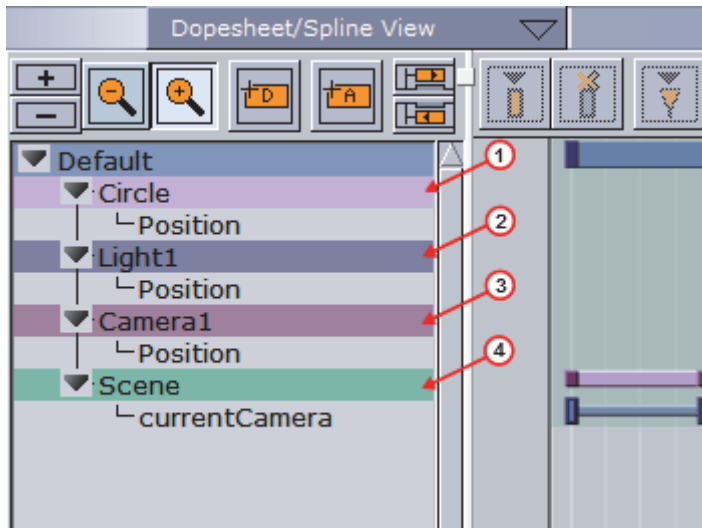 Dopesheet/Spline View
D
A
Default
1
Circle
Position
2
Light1
Position
3
Camera1
Position
4
Scene
currentCamera